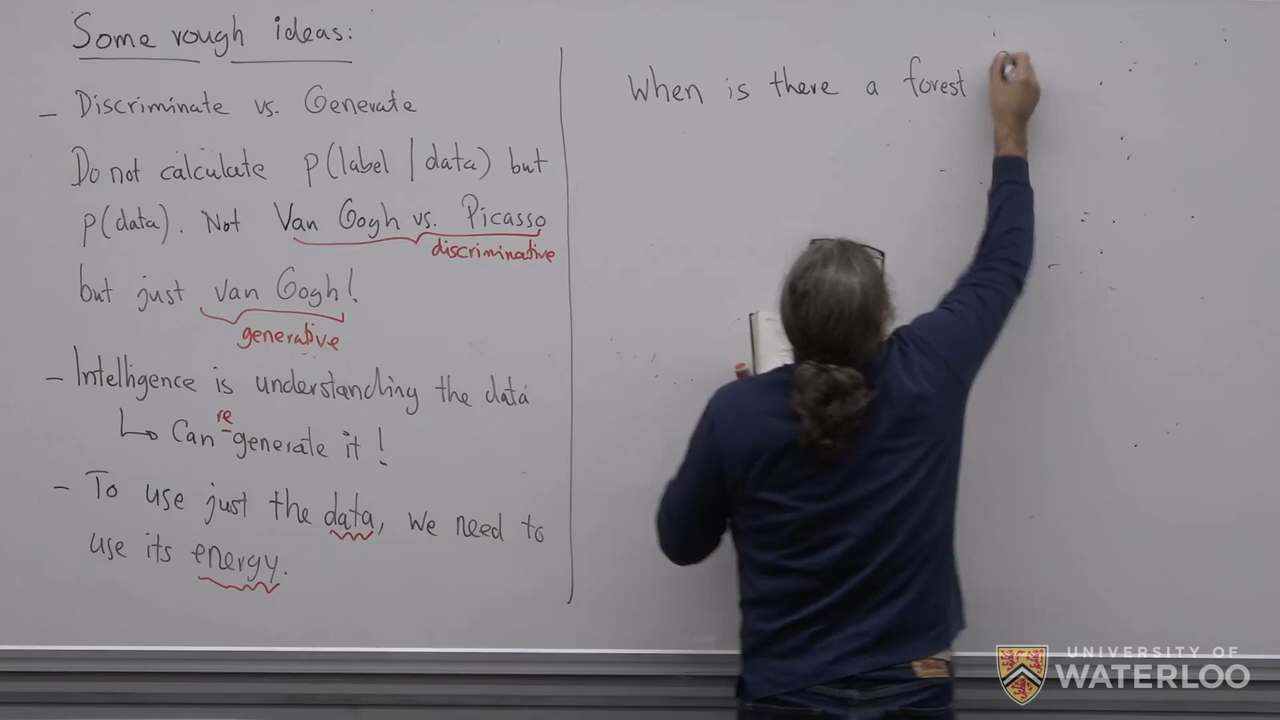 Some rough ideas:
- Discriminate vs. Generate
Do not calculate p(label | data) but
p(data). Not Van Gogh vs. Picasso
discriminative
but just van Gogh!
generative
- Intelligence is understanding the data
↳ Can re-generate it!
- To use just the data, we need to
use its energy.
When is there a forest
UNIVERSITY OF
WATERLOO